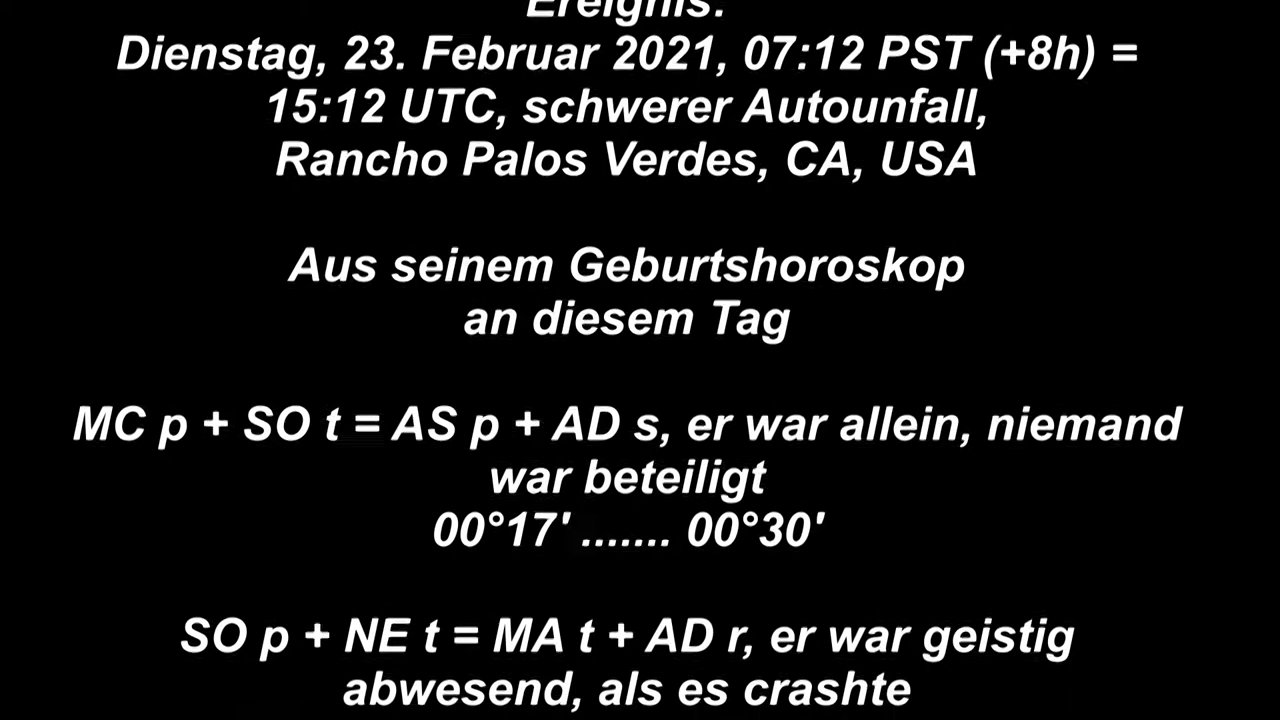 Ereignis:
Dienstag, 23. Februar 2021, 07:12 PST (+8h) =
15:12 UTC, schwerer Autounfall,
Rancho Palos Verdes, CA, USA
Aus seinem Geburtshoroskop
an diesem Tag
MC p + SO t = AS p + AD s, er war allein, niemand
war beteiligt
00°17' ....... 00°30'
SO p + NE t = MA t + AD r, er war geistig
abwesend, als es crashte